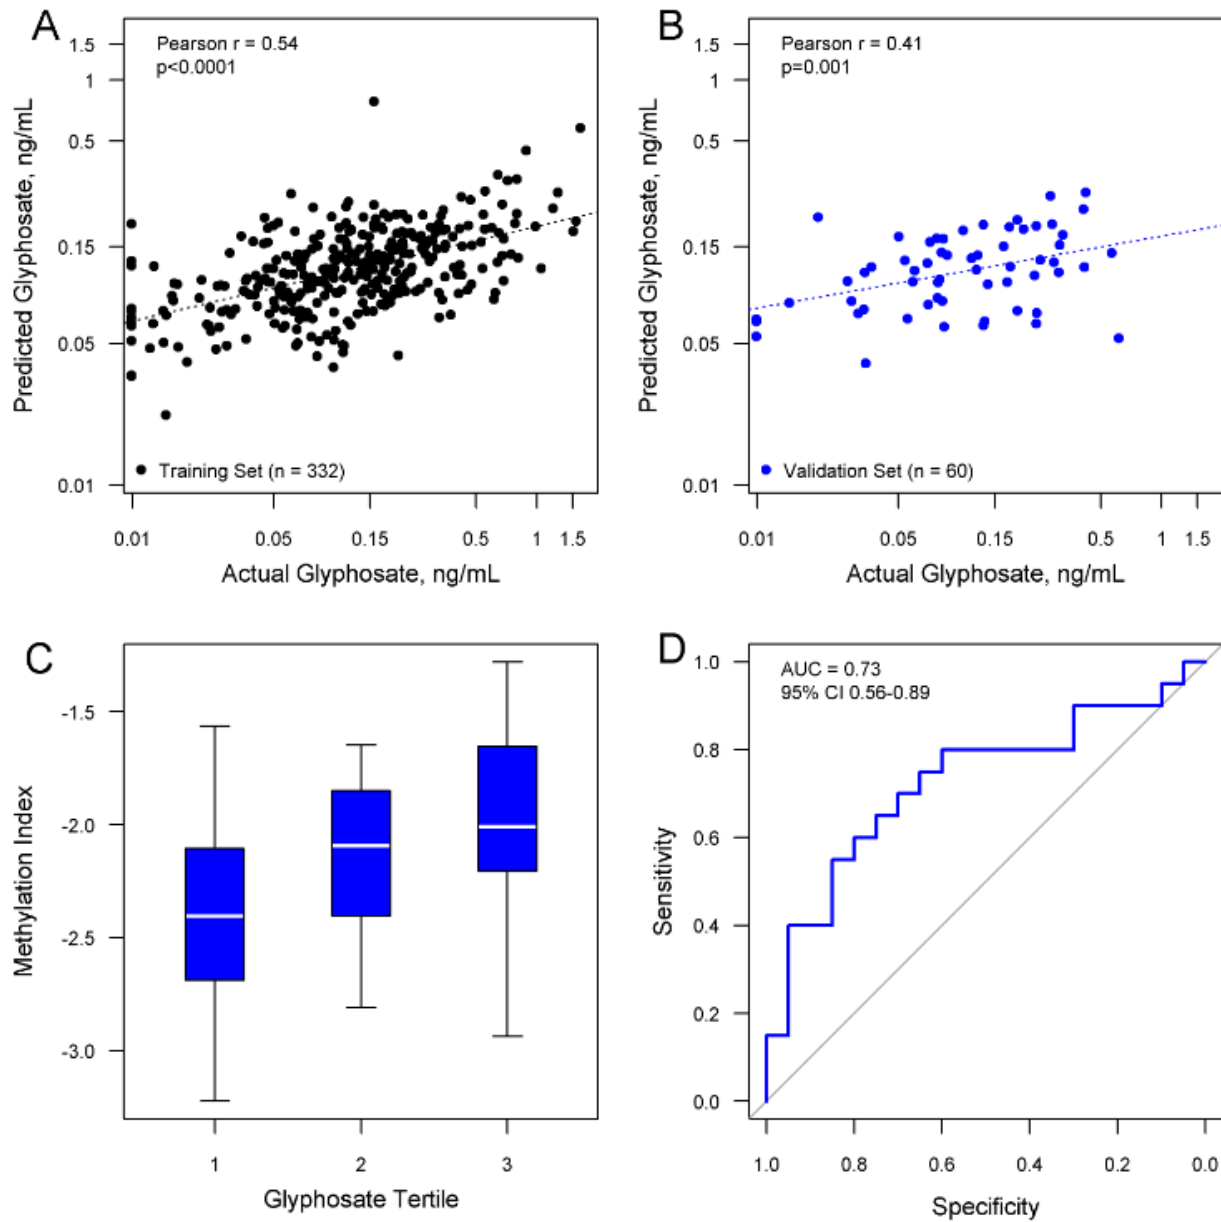 A
Pearson r = 0.54
p<0.0001
1.5
1
0.5
0.15
0.05
0.01
Predicted Glyphosate, ng/mL
Training Set (n = 332)
0.01 0.05 0.15 0.5 1 1.5
Actual Glyphosate, ng/mL
B
Pearson r = 0.41
p=0.001
1.5
1
0.5
0.15
0.05
0.01
Predicted Glyphosate, ng/mL
Validation Set (n = 60)
0.01 0.05 0.15 0.5 1 1.5
Actual Glyphosate, ng/mL
C
-1.5
-2.0
-2.5
-3.0
Methylation Index
1 2 3
Glyphosate Tertile
D
AUC = 0.73
95% CI 0.56-0.89
1.0
0.8
0.6
0.4
0.2
0.0
Sensitivity
1.0 0.8 0.6 0.4 0.2 0.0
Specificity